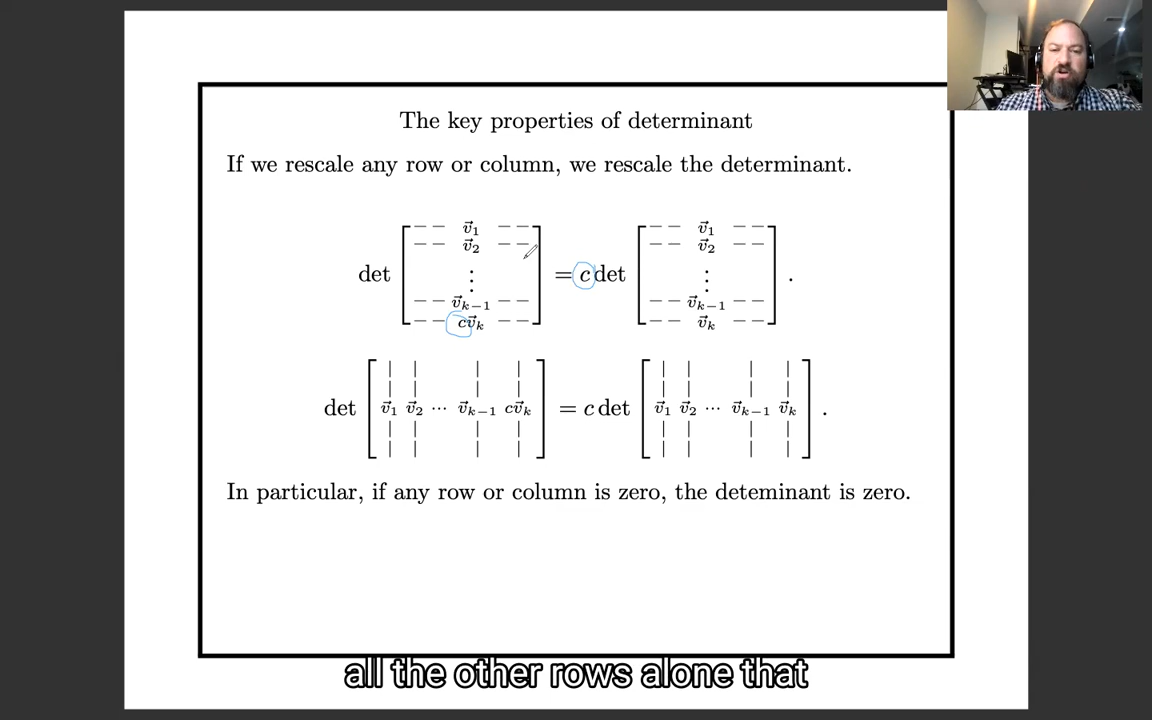 The key properties of determinant
If we rescale any row or column, we rescale the determinant.
det [ −− v⃗₁ −− ; −− v⃗₂ −− ; ⋮ ; −− v⃗ₖ₋₁ −− ; −− cv⃗ₖ −− ] = c det [ −− v⃗₁ −− ; −− v⃗₂ −− ; ⋮ ; −− v⃗ₖ₋₁ −− ; −− v⃗ₖ −− ] .
det [ v⃗₁ v⃗₂ ⋯ v⃗ₖ₋₁ cv⃗ₖ ] = c det [ v⃗₁ v⃗₂ ⋯ v⃗ₖ₋₁ v⃗ₖ ] .
In particular, if any row or column is zero, the deteminant is zero.
all the other rows alone that